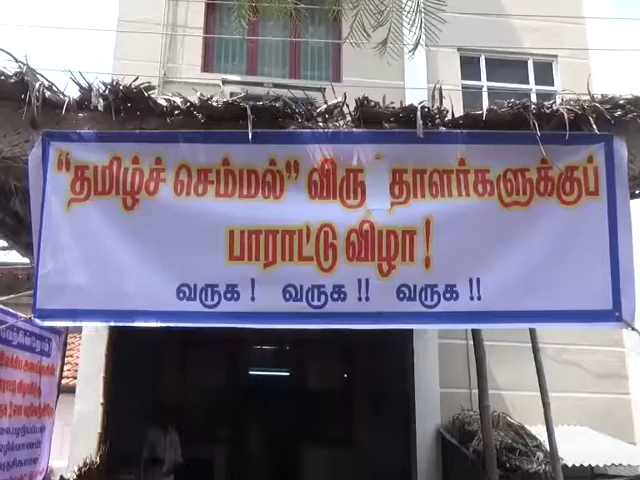 “தமிழ்ச் செம்மல்” விரு தாளர்களுக்குப்
பாராட்டு விழா !
வருக ! வருக !! வருக !!